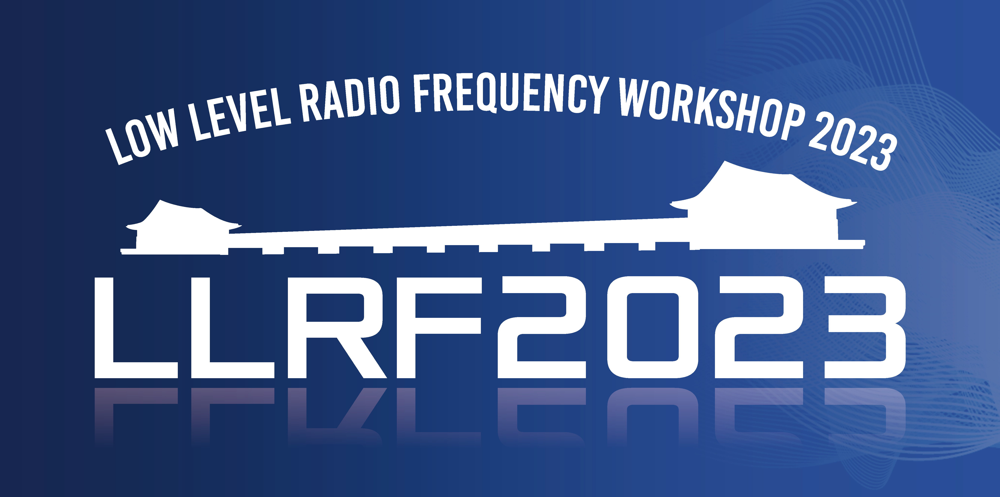 LOW LEVEL RADIO FREQUENCY WORKSHOP 2023
LLRF2023